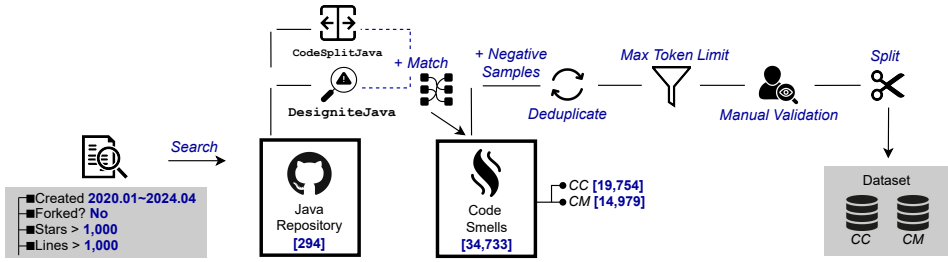 Search
Created 2020.01~2024.04
Forked? No
Stars > 1,000
Lines > 1,000
CodeSplitJava
DesigniteJava
Java
Repository
[294]
+ Match
Code
Smells
[34,733]
CC [19,754]
CM [14,979]
+ Negative
Samples
Deduplicate
Max Token Limit
Manual Validation
Split
Dataset
CC CM